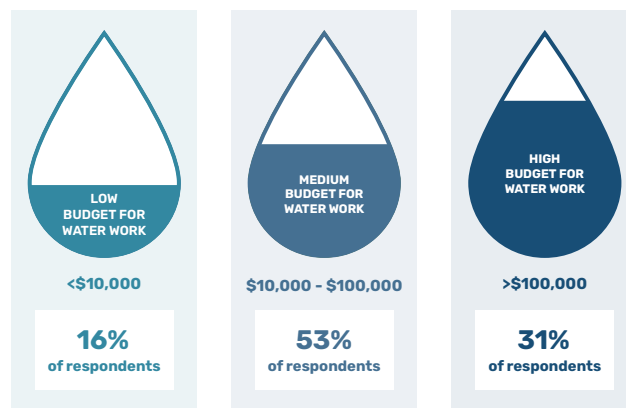 LOW
BUDGET FOR
WATER WORK
<$10,000
16%
of respondents
MEDIUM
BUDGET FOR
WATER WORK
$10,000 - $100,000
53%
of respondents
HIGH
BUDGET FOR
WATER WORK
>$100,000
31%
of respondents